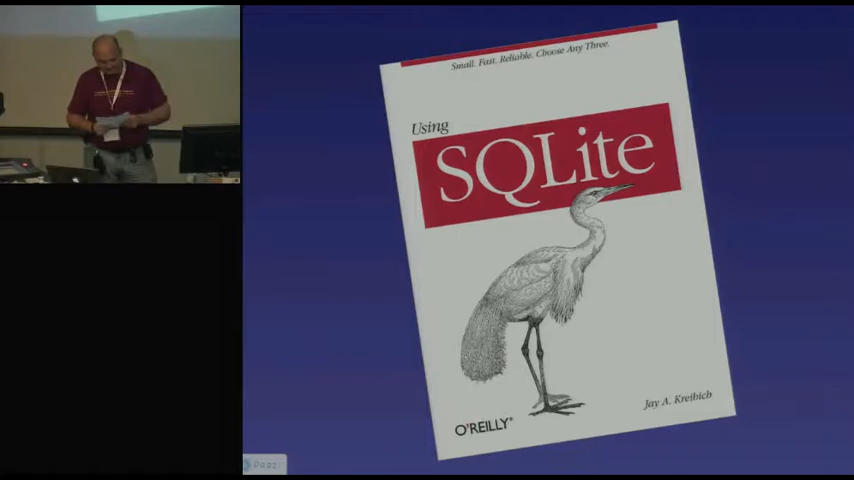 Small. Fast. Reliable. Choose Any Three.
Using
SQLite
Jay A. Kreibich
O'REILLY®